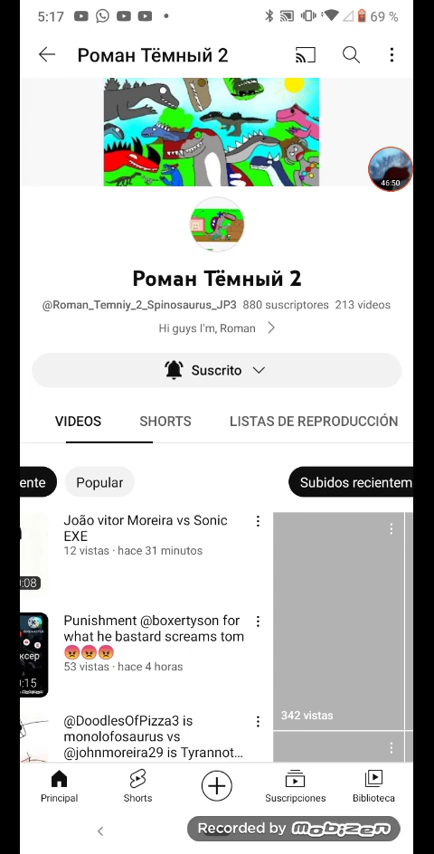 5:17
69 %
Роман Тёмный 2
46:50
Роман Тёмный 2
@Roman_Temniy_2_Spinosaurus_JP3 880 suscriptores 213 videos
Hi guys I'm, Roman
Suscrito
VIDEOS SHORTS LISTAS DE REPRODUCCIÓN
ente Popular Subidos recientem
João vitor Moreira vs Sonic
EXE
12 vistas · hace 31 minutos
:08
Punishment @boxertyson for
what he bastard screams tom
😡😡😡
53 vistas · hace 4 horas
ксер
:15
342 vistas
@DoodlesOfPizza3 is
monolofosaurus vs
@johnmoreira29 is Tyrannot...
Principal Shorts Suscripciones Biblioteca
Recorded by mobizen